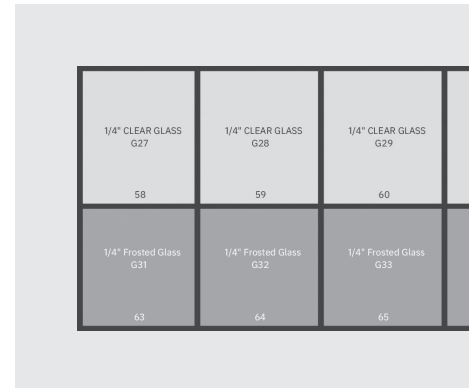 1/4" CLEAR GLASS
G27
58
1/4" CLEAR GLASS
G28
59
1/4" CLEAR GLASS
G29
60
1/4" Frosted Glass
G31
63
1/4" Frosted Glass
G32
64
1/4" Frosted Glass
G33
65